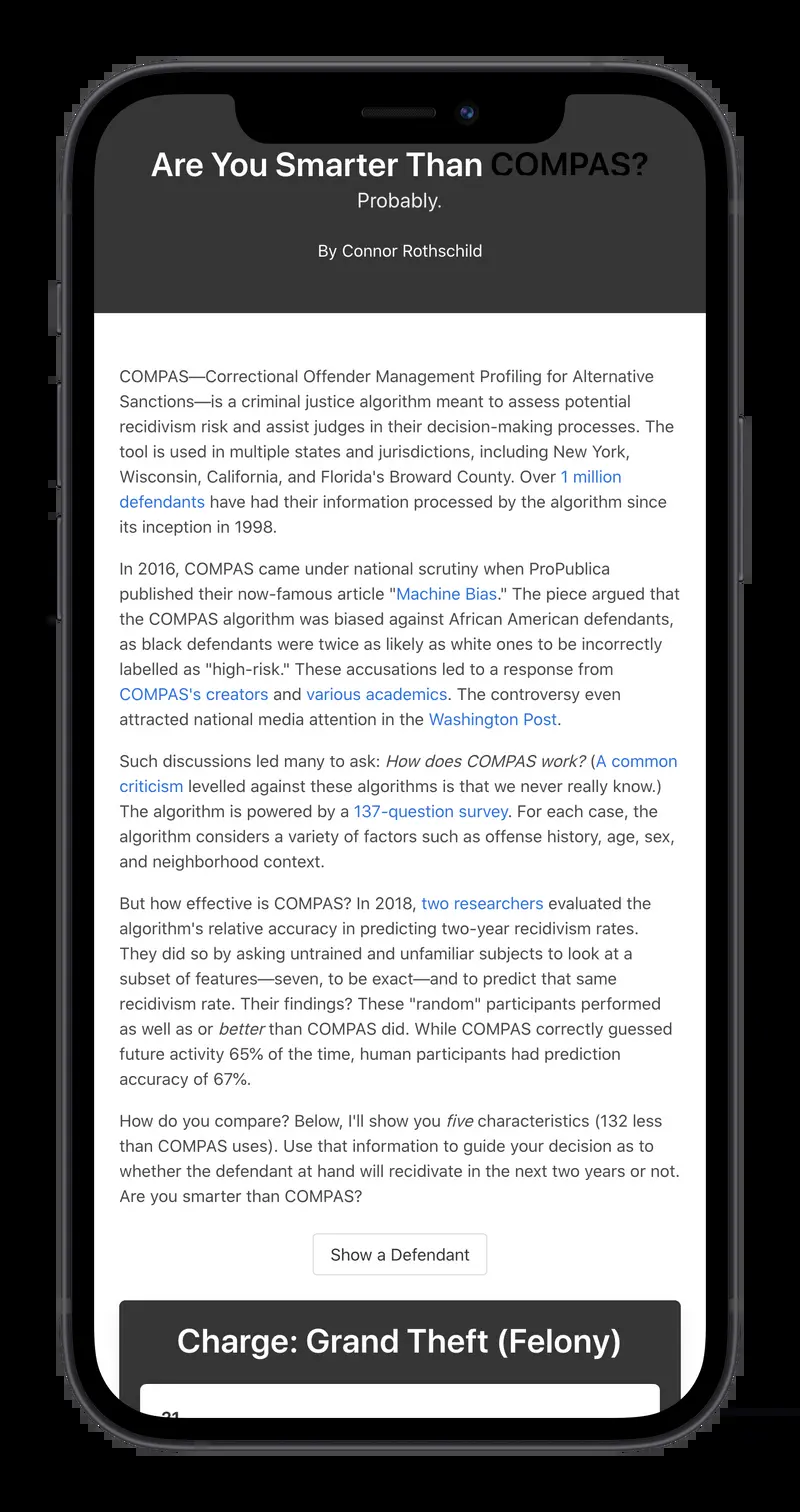 Are You Smarter Than COMPAS?
Probably.
By Connor Rothschild
COMPAS—Correctional Offender Management Profiling for Alternative
Sanctions—is a criminal justice algorithm meant to assess potential
recidivism risk and assist judges in their decision-making processes. The
tool is used in multiple states and jurisdictions, including New York,
Wisconsin, California, and Florida's Broward County. Over 1 million
defendants have had their information processed by the algorithm since
its inception in 1998.
In 2016, COMPAS came under national scrutiny when ProPublica
published their now-famous article "Machine Bias." The piece argued that
the COMPAS algorithm was biased against African American defendants,
as black defendants were twice as likely as white ones to be incorrectly
labelled as "high-risk." These accusations led to a response from
COMPAS's creators and various academics. The controversy even
attracted national media attention in the Washington Post.
Such discussions led many to ask: How does COMPAS work? (A common
criticism levelled against these algorithms is that we never really know.)
The algorithm is powered by a 137-question survey. For each case, the
algorithm considers a variety of factors such as offense history, age, sex,
and neighborhood context.
But how effective is COMPAS? In 2018, two researchers evaluated the
algorithm's relative accuracy in predicting two-year recidivism rates.
They did so by asking untrained and unfamiliar subjects to look at a
subset of features—seven, to be exact—and to predict that same
recidivism rate. Their findings? These "random" participants performed
as well as or better than COMPAS did. While COMPAS correctly guessed
future activity 65% of the time, human participants had prediction
accuracy of 67%.
How do you compare? Below, I'll show you five characteristics (132 less
than COMPAS uses). Use that information to guide your decision as to
whether the defendant at hand will recidivate in the next two years or not.
Are you smarter than COMPAS?
Show a Defendant
Charge: Grand Theft (Felony)